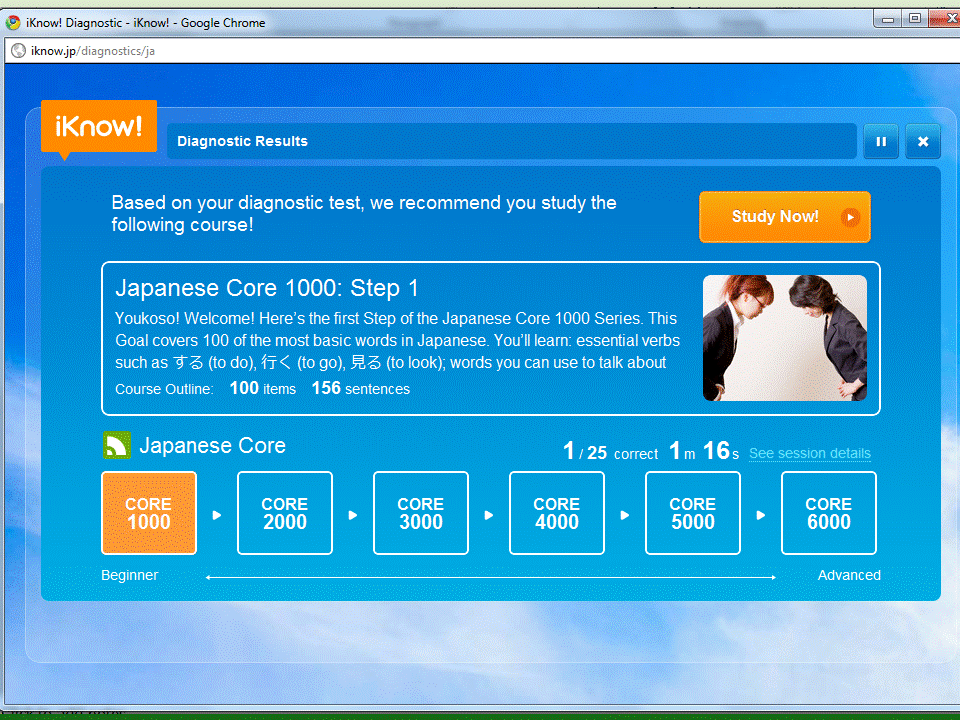 iKnow! Diagnostic - iKnow! - Google Chrome
iknow.jp/diagnostics/ja
iKnow!
Diagnostic Results
Based on your diagnostic test, we recommend you study the
following course!
Study Now!
Japanese Core 1000: Step 1
Youkoso! Welcome! Here's the first Step of the Japanese Core 1000 Series. This
Goal covers 100 of the most basic words in Japanese. You'll learn: essential verbs
such as する (to do), 行く (to go), 見る (to look); words you can use to talk about
Course Outline: 100 items 156 sentences
Japanese Core
1 / 25 correct 1 m 16 s See session details
CORE
1000
CORE
2000
CORE
3000
CORE
4000
CORE
5000
CORE
6000
Beginner
Advanced